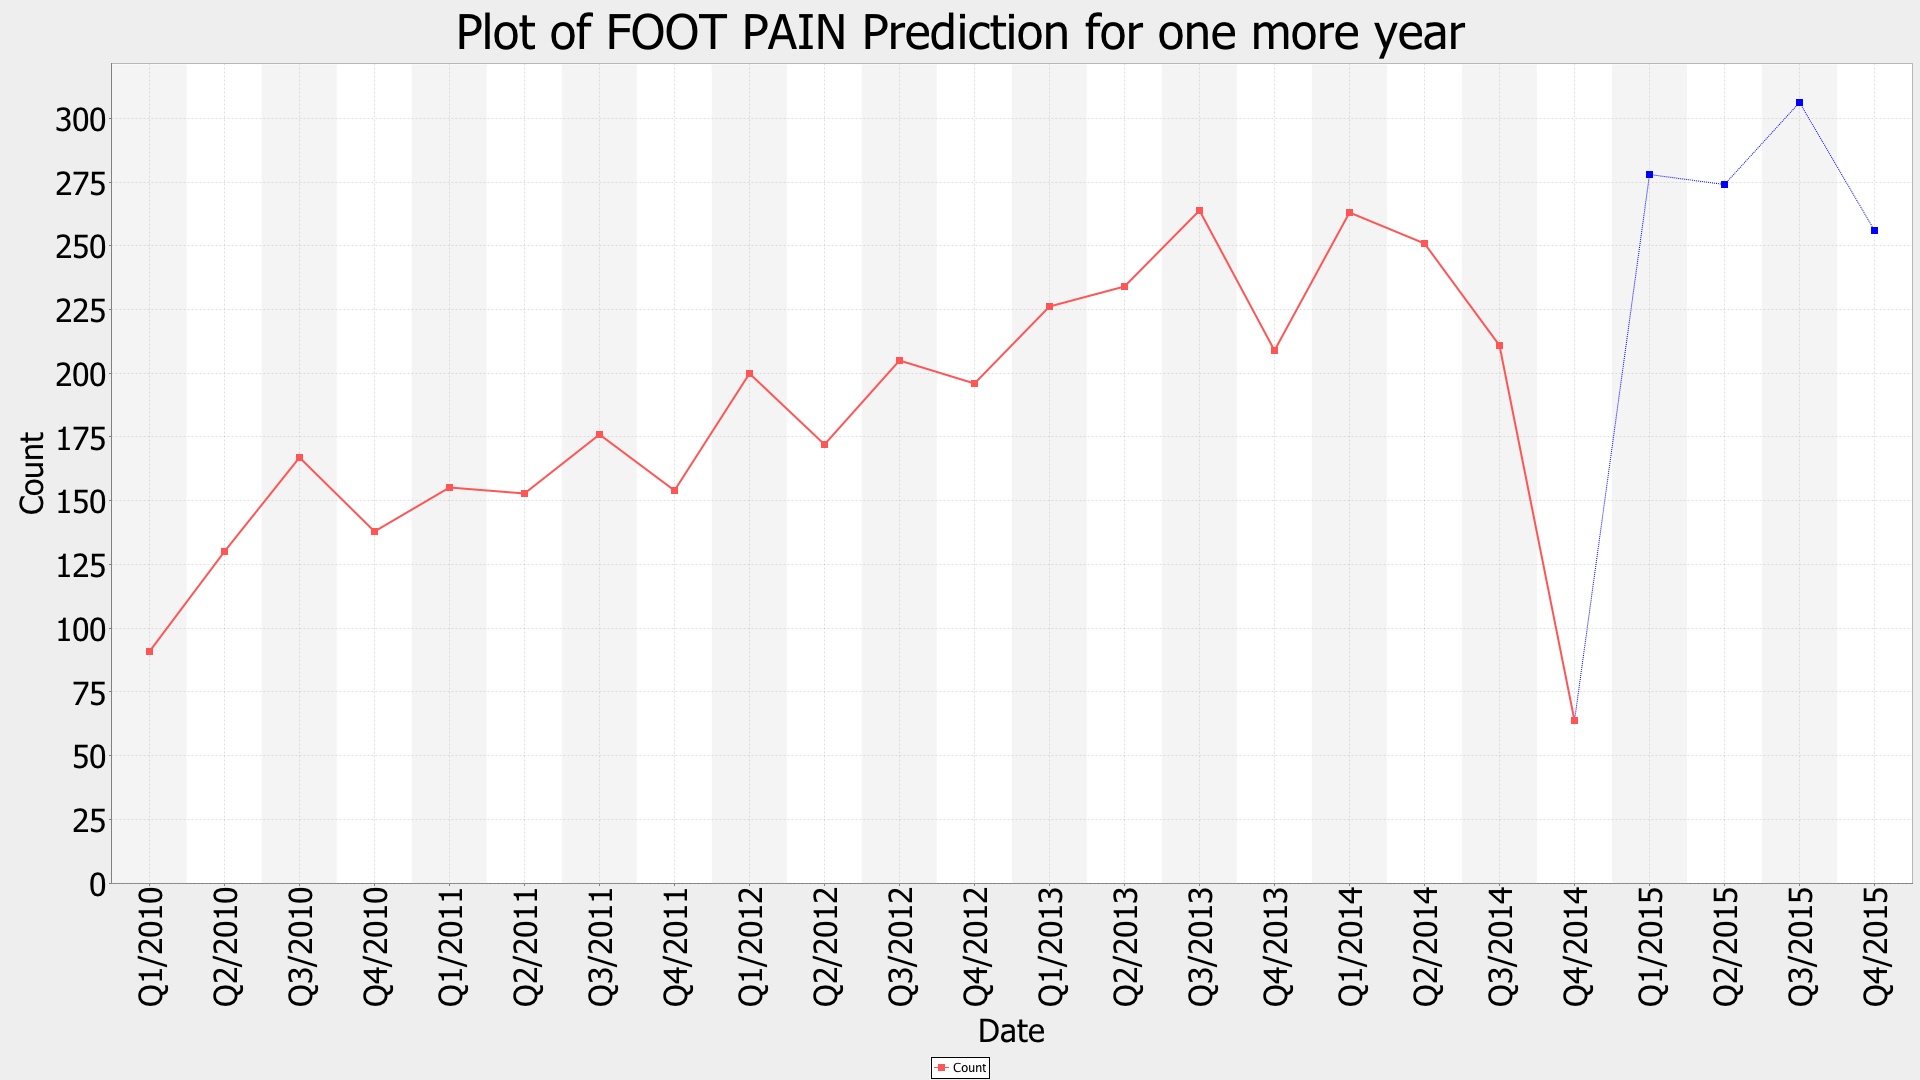 Plot of FOOT PAIN Prediction for one more year
300
275
250
225
200
175
150
125
100
75
50
25
0
Count
Q1/2010
Q2/2010
Q3/2010
Q4/2010
Q1/2011
Q2/2011
Q3/2011
Q4/2011
Q1/2012
Q2/2012
Q3/2012
Q4/2012
Q1/2013
Q2/2013
Q3/2013
Q4/2013
Q1/2014
Q2/2014
Q3/2014
Q4/2014
Q1/2015
Q2/2015
Q3/2015
Q4/2015
Date
Count